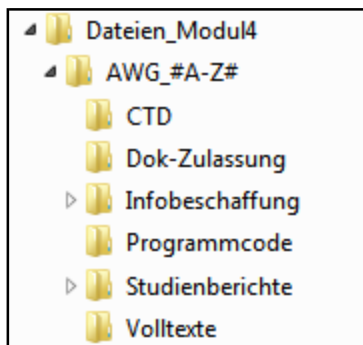 Dateien_Modul4
AWG_#A-Z#
CTD
Dok-Zulassung
Infobeschaffung
Programmcode
Studienberichte
Volltexte